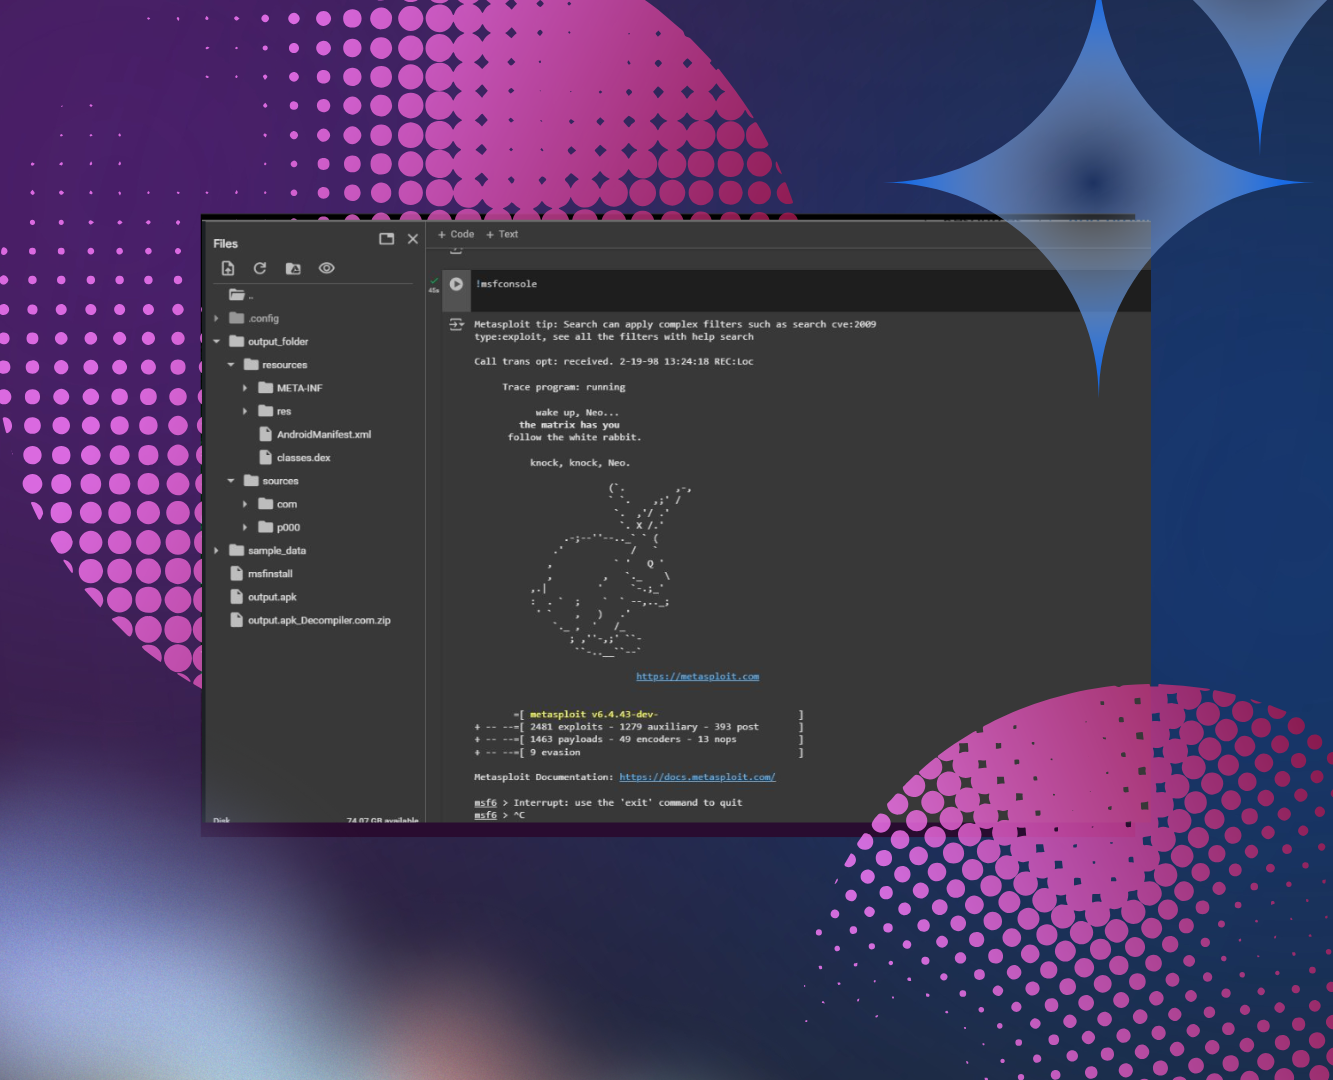 Files
..
.config
output_folder
resources
META-INF
res
AndroidManifest.xml
classes.dex
sources
com
p000
sample_data
msfinstall
output.apk
output.apk_Decompiler.com.zip
Disk 74.07 GB available
+ Code + Text
45s
!msfconsole
Metasploit tip: Search can apply complex filters such as search cve:2009
type:exploit, see all the filters with help search
Call trans opt: received. 2-19-98 13:24:18 REC:Loc
Trace program: running
wake up, Neo...
the matrix has you
follow the white rabbit.
knock, knock, Neo.
https://metasploit.com
=[ metasploit v6.4.43-dev- ]
+ -- --=[ 2481 exploits - 1279 auxiliary - 393 post ]
+ -- --=[ 1463 payloads - 49 encoders - 13 nops ]
+ -- --=[ 9 evasion ]
Metasploit Documentation: https://docs.metasploit.com/
msf6 > Interrupt: use the 'exit' command to quit
msf6 > ^C